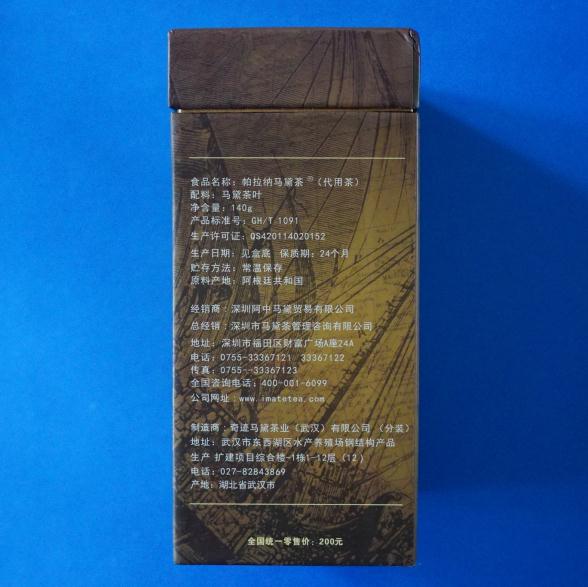 食品名称：帕拉纳马黛茶®（代用茶）
配料：马黛茶叶
净含量：140g
产品标准号：GH/T 1091
生产许可证：QS420114020152
生产日期：见盒底 保质期：24个月
贮存方法：常温保存
原料产地：阿根廷共和国
经销商：深圳阿中马黛贸易有限公司
总经销：深圳市马黛茶管理咨询有限公司
地址：深圳市福田区财富广场A座24A
电话：0755-33367121 33367122
传真：0755--33367123
全国咨询电话：400-001-6099
公司网址：www.imatetea.com
制造商：奇迹马黛茶业（武汉）有限公司（分装）
地址：武汉市东西湖区水产养殖场钢结构产品
生产 扩建项目综合楼-1栋1-12层（12）
电话：027-82843869
产地：湖北省武汉市
全国统一零售价：200元